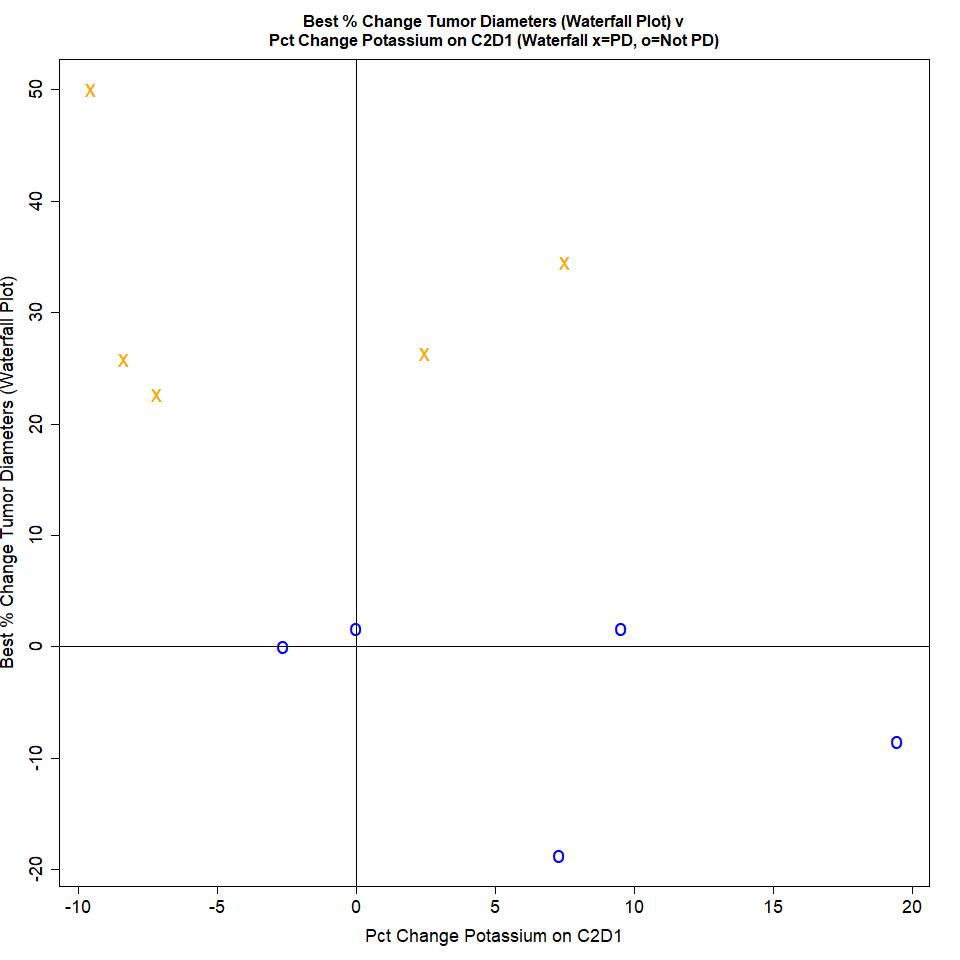 Best % Change Tumor Diameters (Waterfall Plot) v
Pct Change Potassium on C2D1 (Waterfall x=PD, o=Not PD)
Best % Change Tumor Diameters (Waterfall Plot)
50
40
30
20
10
0
-10
-20
X
X
X
X
X
O
O
O
O
O
-10
-5
0
5
10
15
20
Pct Change Potassium on C2D1